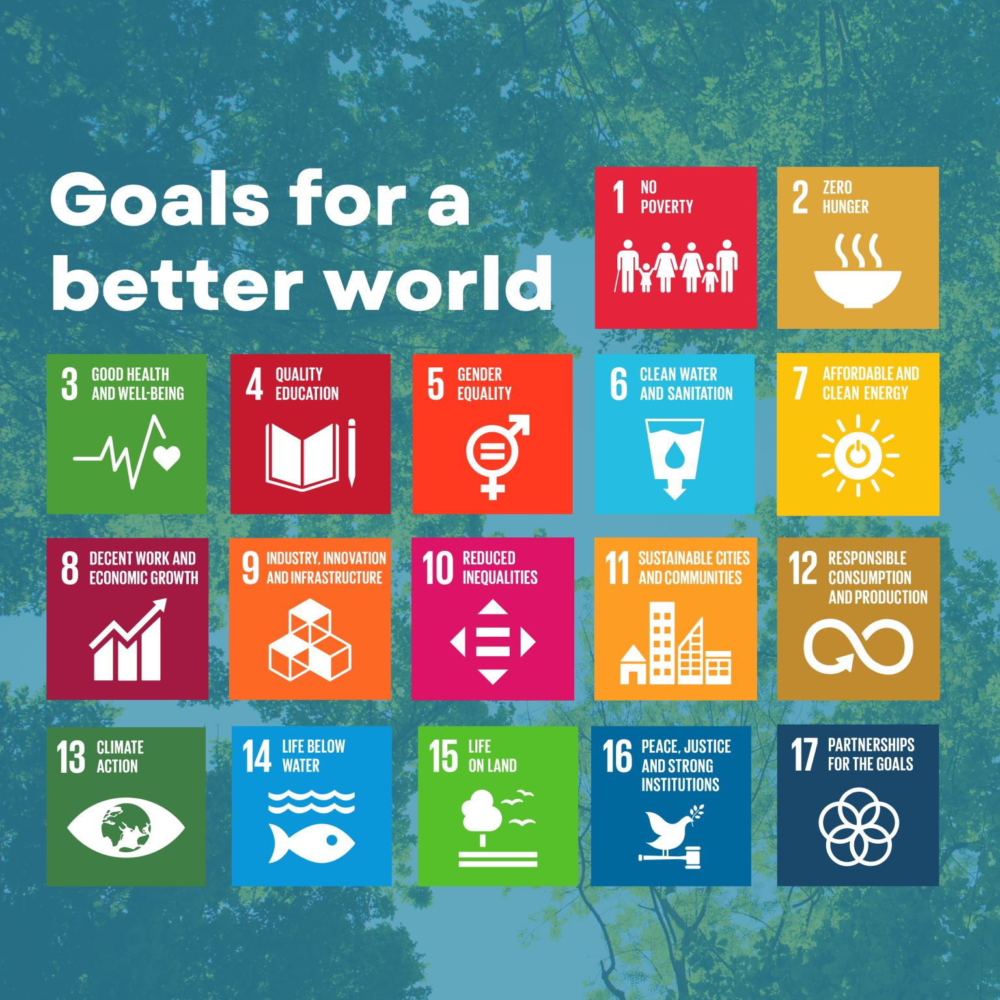 Goals for a
better world
1 NO
POVERTY
2 ZERO
HUNGER
3 GOOD HEALTH
AND WELL-BEING
4 QUALITY
EDUCATION
5 GENDER
EQUALITY
6 CLEAN WATER
AND SANITATION
7 AFFORDABLE AND
CLEAN ENERGY
8 DECENT WORK AND
ECONOMIC GROWTH
9 INDUSTRY, INNOVATION
AND INFRASTRUCTURE
10 REDUCED
INEQUALITIES
11 SUSTAINABLE CITIES
AND COMMUNITIES
12 RESPONSIBLE
CONSUMPTION
AND PRODUCTION
13 CLIMATE
ACTION
14 LIFE BELOW
WATER
15 LIFE
ON LAND
16 PEACE, JUSTICE
AND STRONG
INSTITUTIONS
17 PARTNERSHIPS
FOR THE GOALS